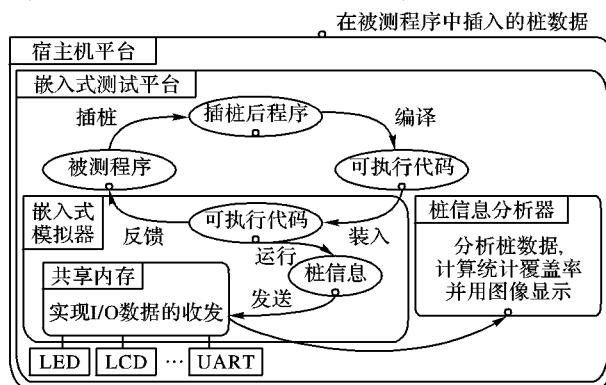 在被测程序中插入的桩数据
宿主机平台
嵌入式测试平台
插桩
插桩后程序
编译
被测程序
可执行代码
嵌入式
模拟器
反馈
可执行代码
装入
运行
桩信息
发送
共享内存
实现I/O数据的收发
LED
LCD
…
UART
桩信息分析器
分析桩数据,
计算统计覆盖率
并用图像显示